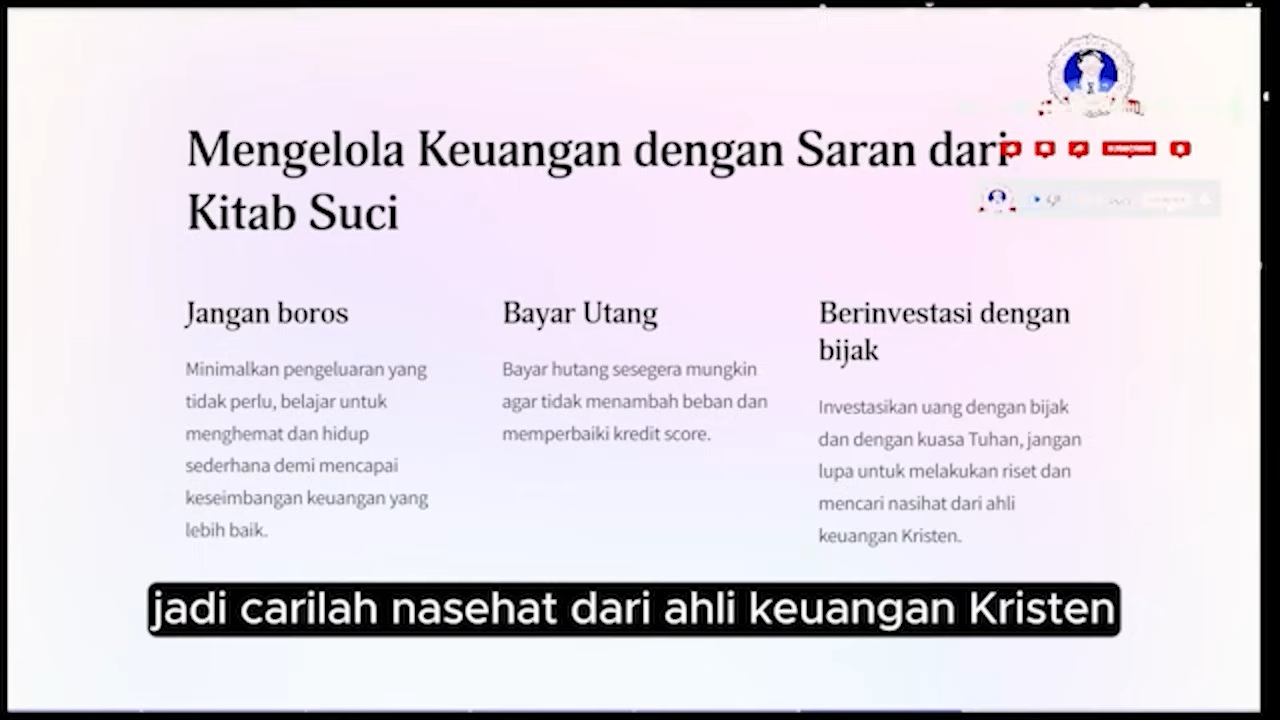 Mengelola Keuangan dengan Saran dari
Kitab Suci
Jangan boros
Minimalkan pengeluaran yang
tidak perlu, belajar untuk
menghemat dan hidup
sederhana demi mencapai
keseimbangan keuangan yang
lebih baik.
Bayar Utang
Bayar hutang sesegera mungkin
agar tidak menambah beban dan
memperbaiki kredit score.
Berinvestasi dengan
bijak
Investasikan uang dengan bijak
dan dengan kuasa Tuhan, jangan
lupa untuk melakukan riset dan
mencari nasihat dari ahli
keuangan Kristen.
jadi carilah nasehat dari ahli keuangan Kristen